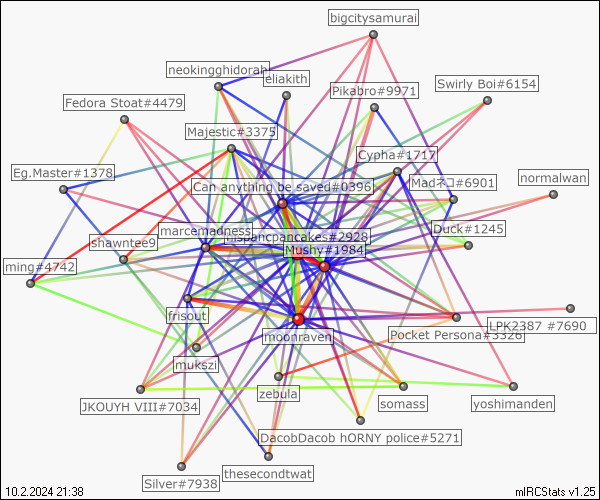 bigcitysamurai
neokingghidorah
eliakith
Pikabro#9971
Swirly Boi#6154
Fedora Stoat#4479
Majestic#3375
Cypha#1717
Eg.Master#1378
Can anything be saved#0396
Madネコ#6901
normalwan
marcemadness
shawntee9
pancakes#2928
Duck#1245
Mushy#1984
ming#4742
frisout
moonraven
Pocket Persona#3326
LPK2387 #7690
mukszi
zebula
JKOUYH VIII#7034
somass
yoshimanden
DacobDacob hORNY police#5271
Silver#7938
thesecondtwat
10.2.2024 21:38
mIRCStats v1.25